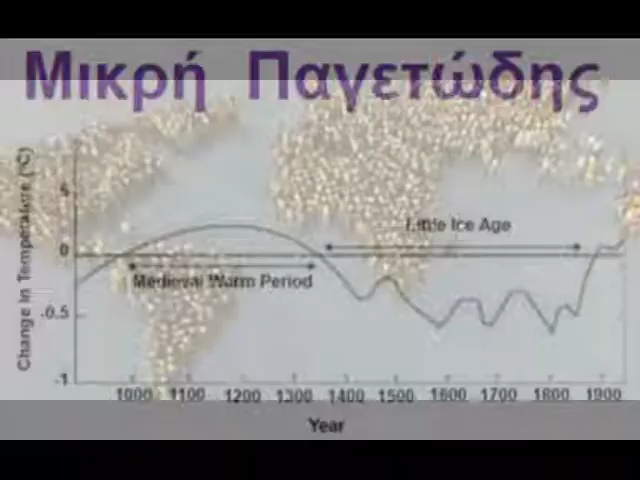 Μικρή Παγετώδης
Change in Temperature (°C)
.5
0
-0.5
-1
Little Ice Age
Medieval Warm Period
1000 1100 1200 1300 1400 1500 1600 1700 1800 1900
Year